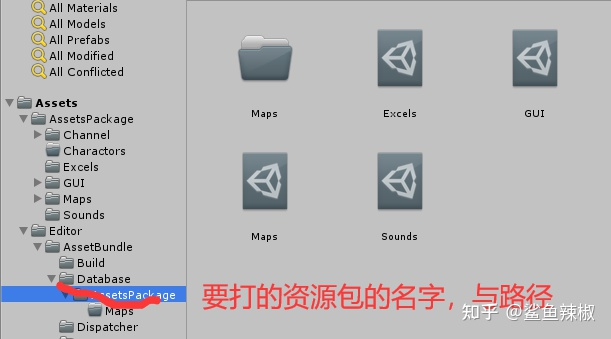 All Materials
All Models
All Prefabs
All Modified
All Conflicted
Assets
AssetsPackage
Channel
Charactors
Excels
GUI
Maps
Sounds
Editor
AssetBundle
Build
Database
AssetsPackage
Maps
Dispatcher
Maps
Excels
GUI
Maps
Sounds
要打的资源包的名字，与路径
知乎 @鲨鱼辣椒